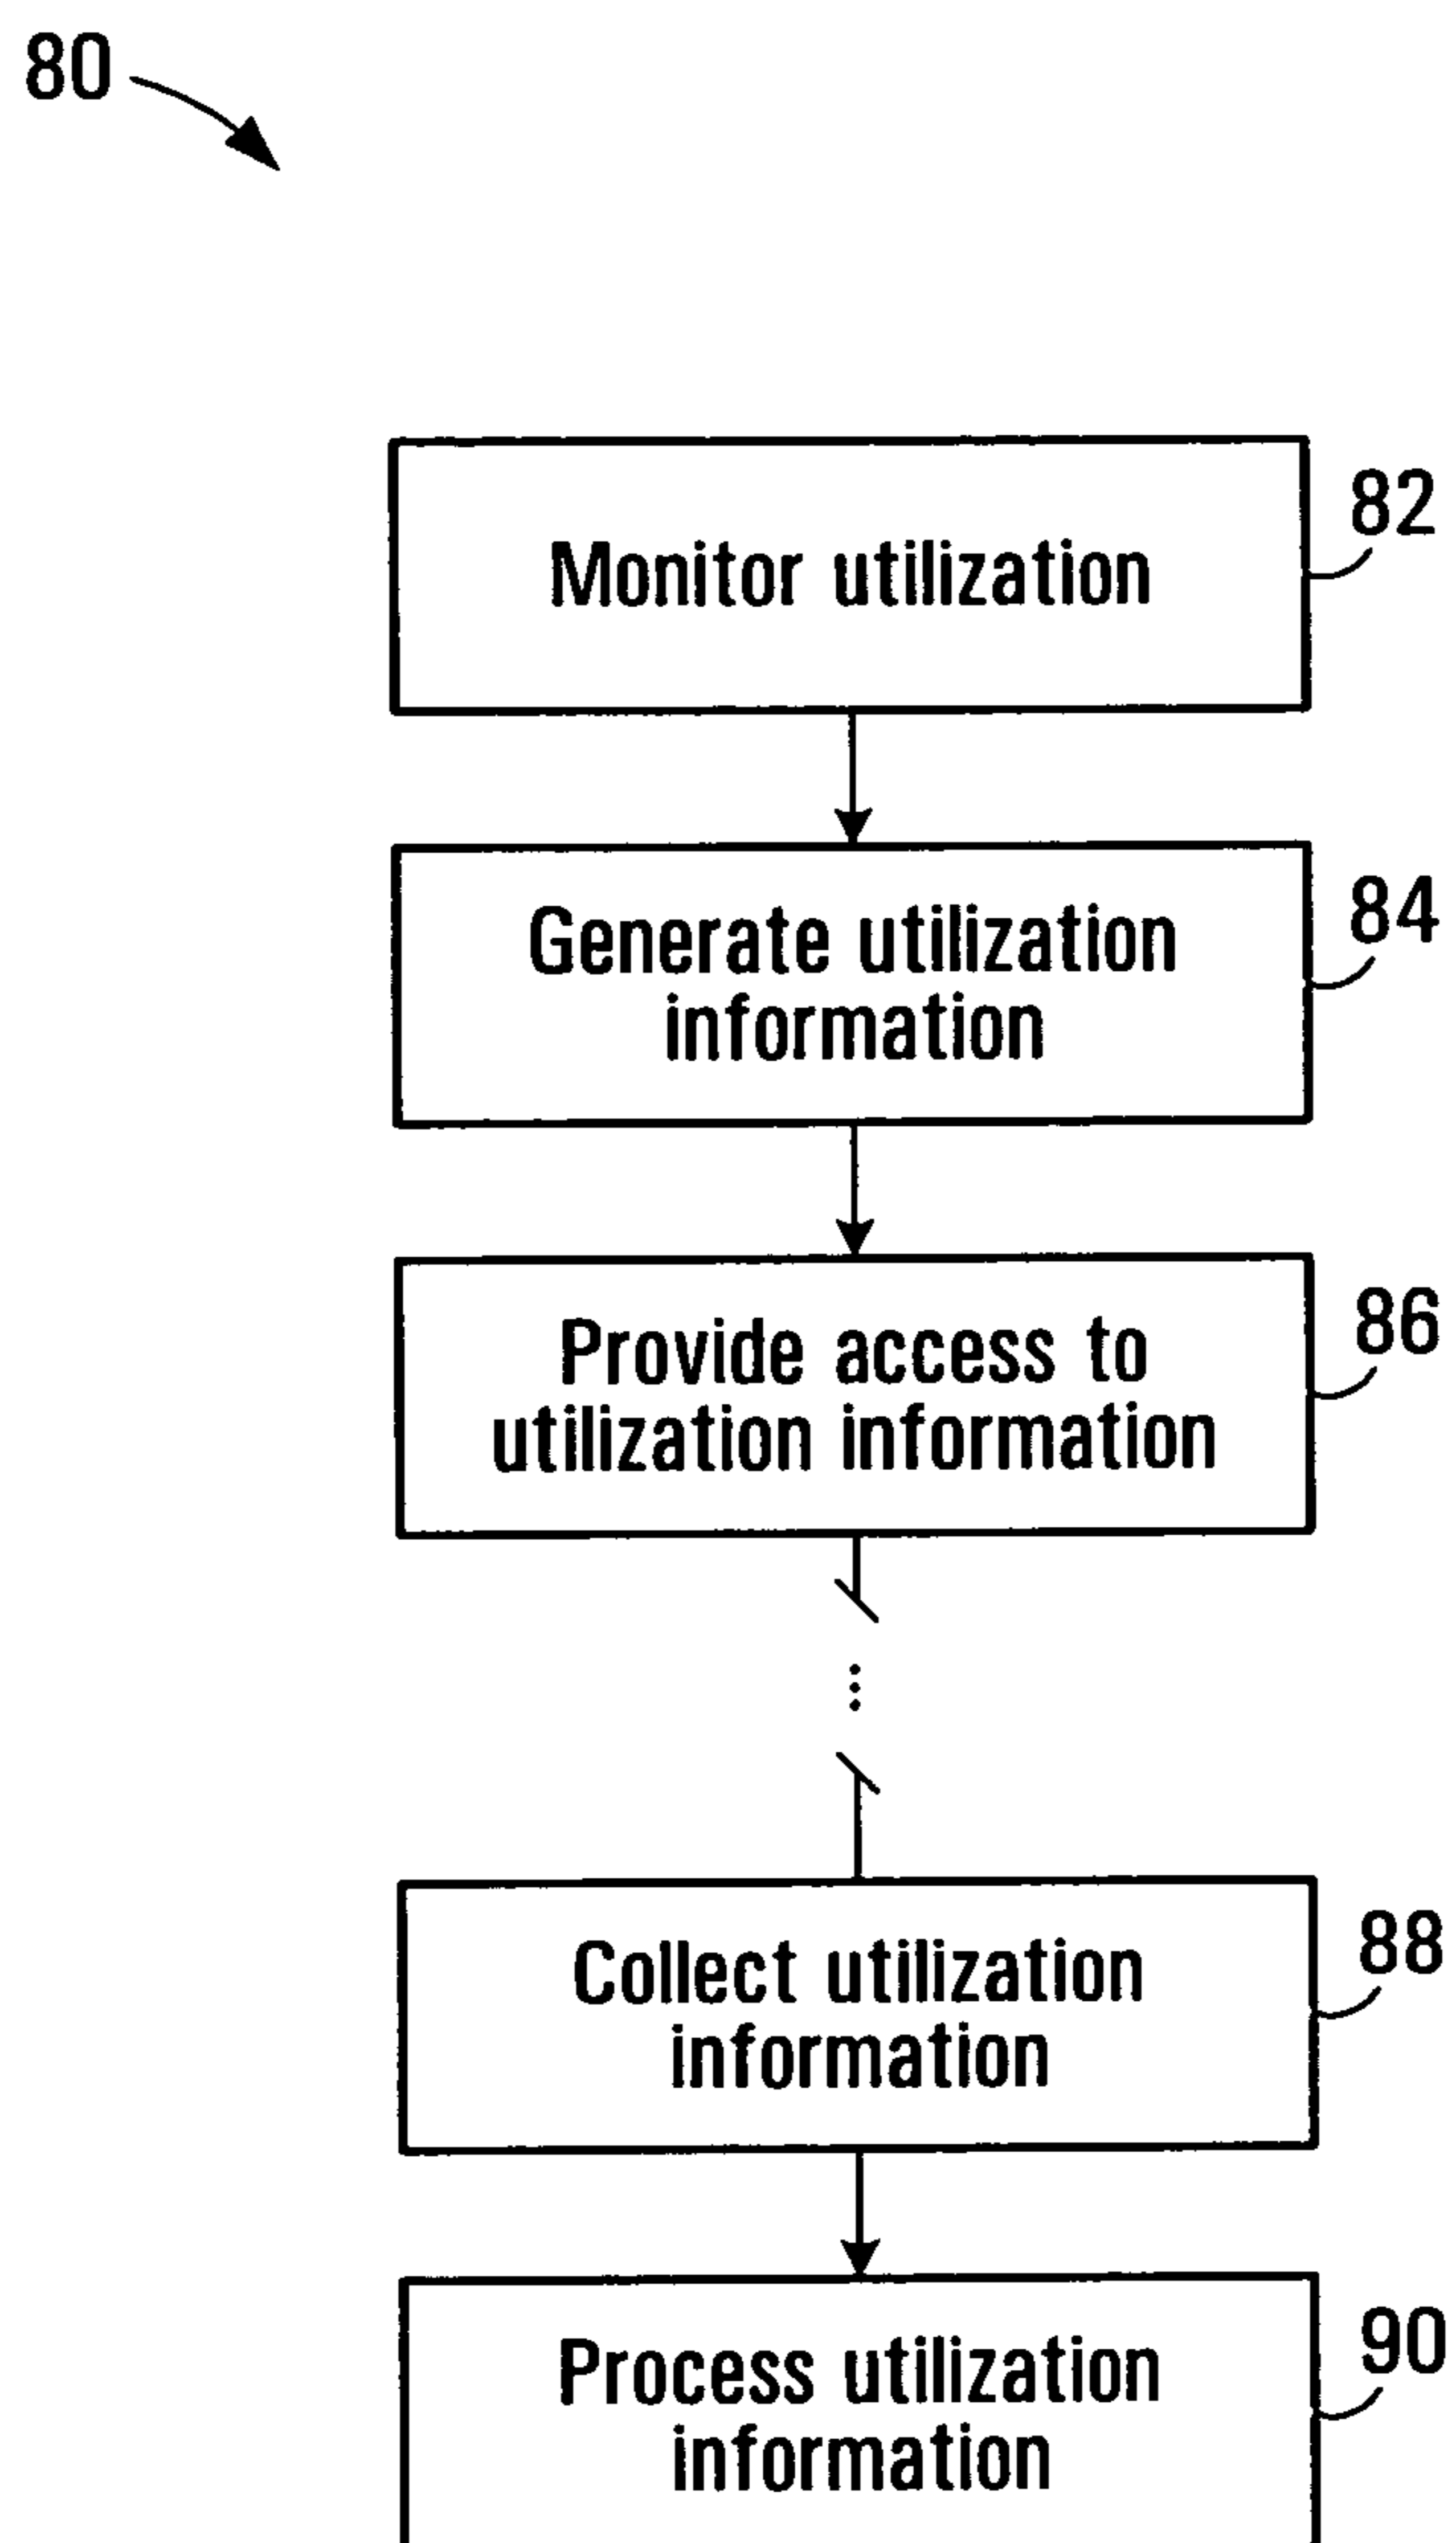 80
Monitor utilization
82
Generate utilization
information
84
Provide access to
utilization information
86
Collect utilization
information
88
Process utilization
information
90